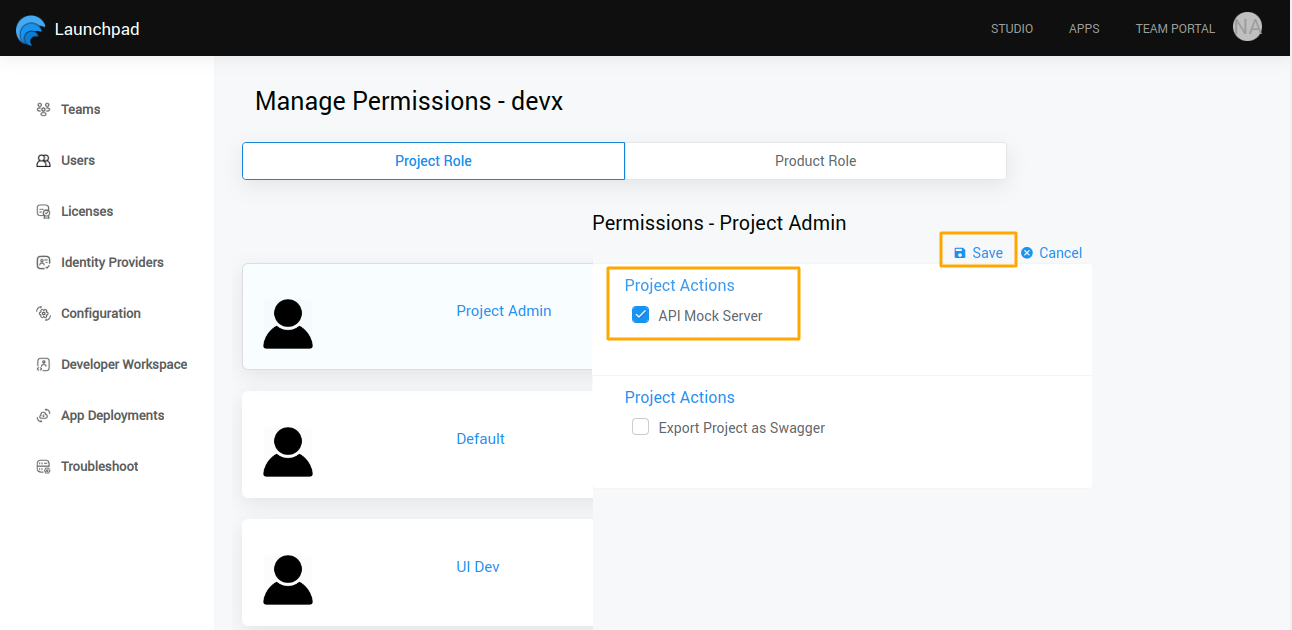 Launchpad
STUDIO
APPS
TEAM PORTAL
NA
Teams
Users
Licenses
Identity Providers
Configuration
Developer Workspace
App Deployments
Troubleshoot
Manage Permissions - devx
Project Role
Product Role
Permissions - Project Admin
Save
Cancel
Project Admin
Default
UI Dev
Project Actions
API Mock Server
Project Actions
Export Project as Swagger